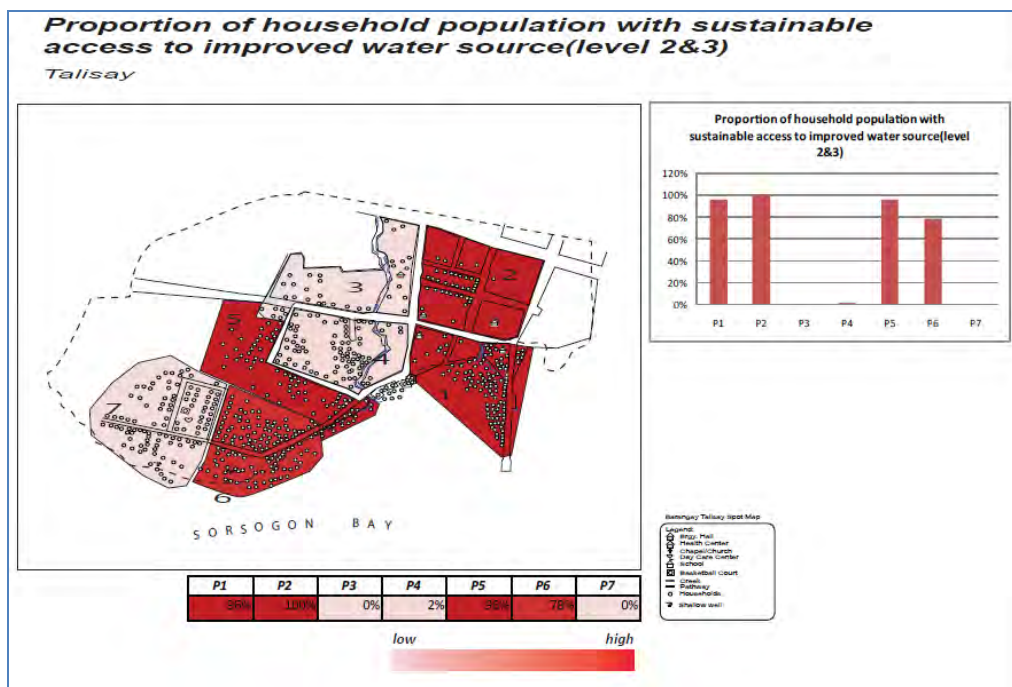 Proportion of household population with sustainable
access to improved water source(level 2&3)
Talisay
Proportion of household population with
sustainable access to improved water source(level
2&3)
120%
100%
80%
60%
40%
20%
0%
P1 P2 P3 P4 P5 P6 P7
2
3
5
4
1
7
6
SORSOGON BAY
Barangay Talisay Spot Map
Legend:
Brgy. Hall
Health Center
Chapel/Church
Day Care Center
School
Basketball Court
Creek
Pathway
Households
Shallow well
P1 P2 P3 P4 P5 P6 P7
96% 100% 0% 2% 78% 0%
low high